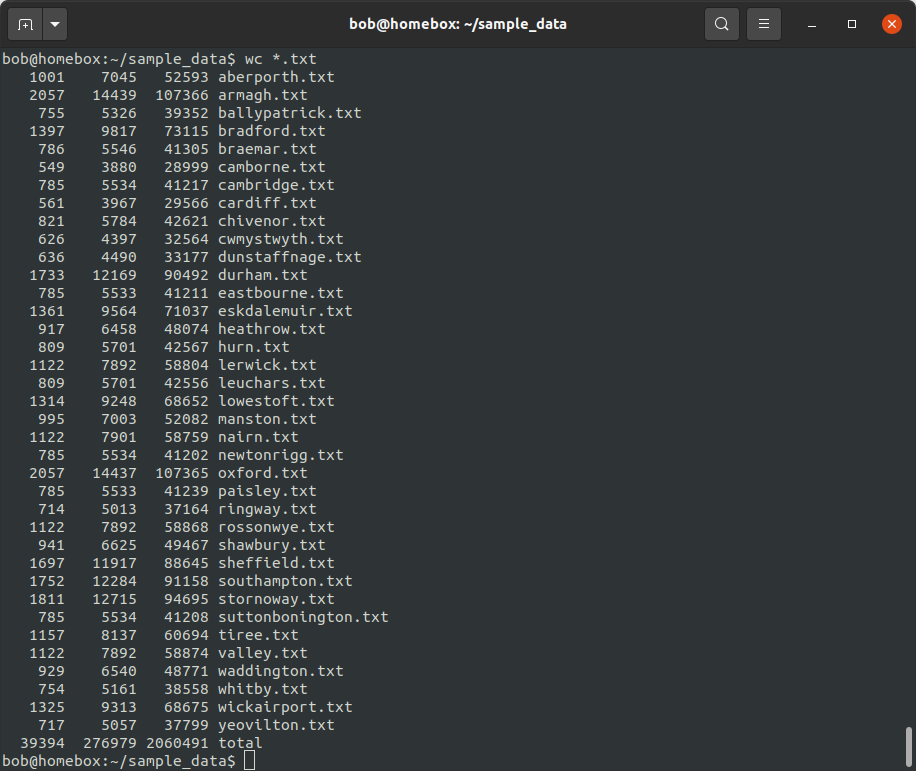 bob@homebox: ~/sample_data
bob@homebox:~/sample_data$ wc *.txt
   1001    7045   52593 aberporth.txt
   2057   14439  107366 armagh.txt
    755    5326   39352 ballypatrick.txt
   1397    9817   73115 bradford.txt
    786    5546   41305 braemar.txt
    549    3880   28999 camborne.txt
    785    5534   41217 cambridge.txt
    561    3967   29566 cardiff.txt
    821    5784   42621 chivenor.txt
    626    4397   32564 cwmystwyth.txt
    636    4490   33177 dunstaffnage.txt
   1733   12169   90492 durham.txt
    785    5533   41211 eastbourne.txt
   1361    9564   71037 eskdalemuir.txt
    917    6458   48074 heathrow.txt
    809    5701   42567 hurn.txt
   1122    7892   58804 lerwick.txt
    809    5701   42556 leuchars.txt
   1314    9248   68652 lowestoft.txt
    995    7003   52082 manston.txt
   1122    7901   58759 nairn.txt
    785    5534   41202 newtonrigg.txt
   2057   14437  107365 oxford.txt
    785    5533   41239 paisley.txt
    714    5013   37164 ringway.txt
   1122    7892   58868 rossonwye.txt
    941    6625   49467 shawbury.txt
   1697   11917   88645 sheffield.txt
   1752   12284   91158 southampton.txt
   1811   12715   94695 stornoway.txt
    785    5534   41208 suttonbonington.txt
   1157    8137   60694 tiree.txt
   1122    7892   58874 valley.txt
    929    6540   48771 waddington.txt
    754    5161   38558 whitby.txt
   1325    9313   68675 wickairport.txt
    717    5057   37799 yeovilton.txt
  39394  276979 2060491 total
bob@homebox:~/sample_data$